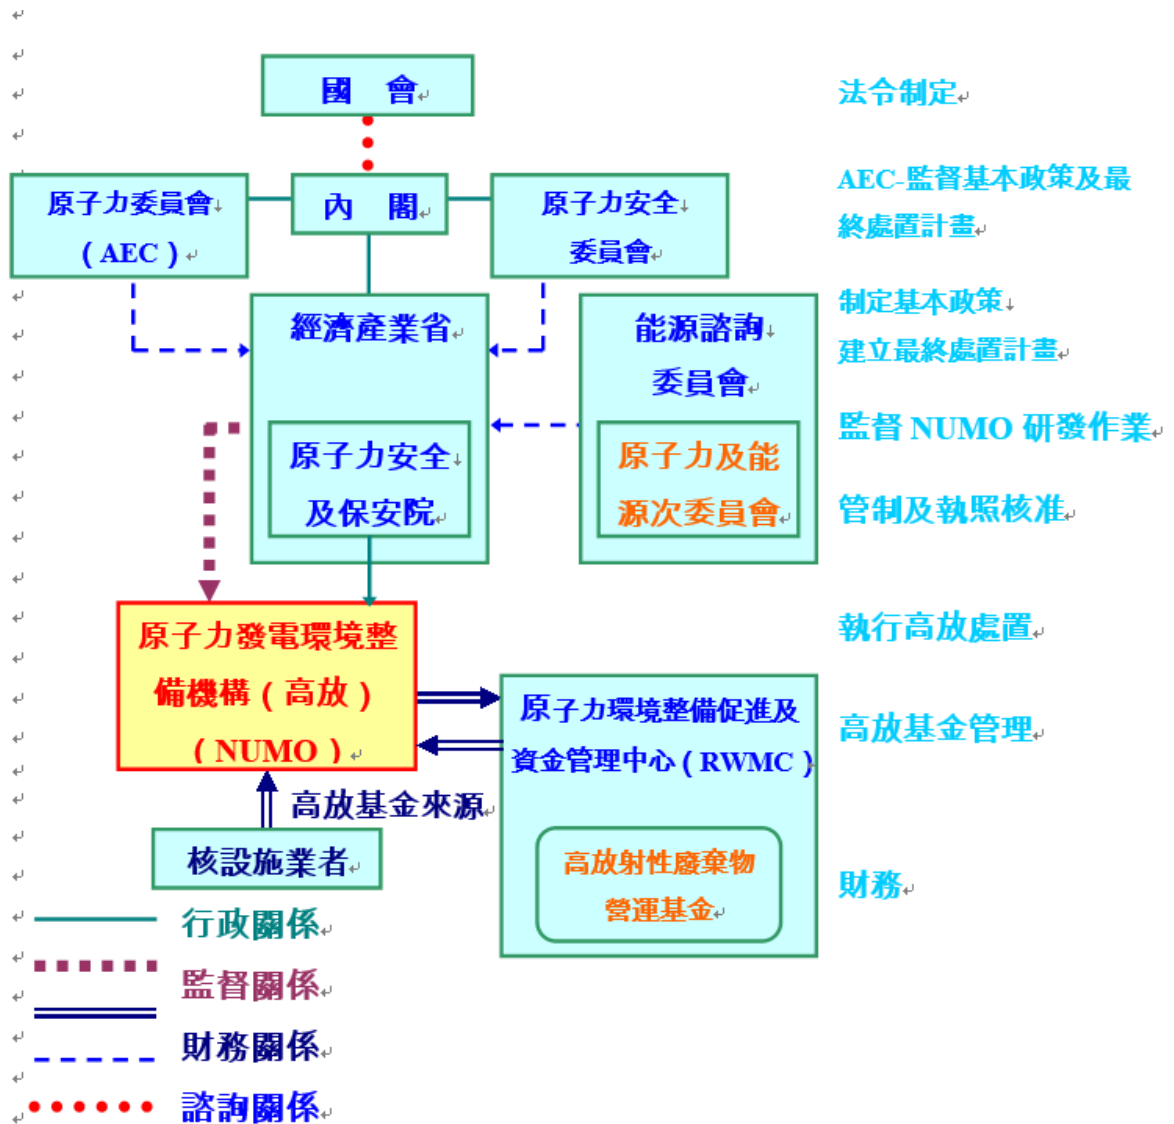 國 會
法令制定
原子力委員會
(AEC)
內 閣
原子力安全
委員會
AEC-監督基本政策及最
終處置計畫
經濟產業省
原子力安全
及保安院
能源諮詢
委員會
原子力及能
源次委員會
制定基本政策
建立最終處置計畫
監督 NUMO 研發作業
管制及執照核准
原子力發電環境整
備機構(高放)
(NUMO)
執行高放處置
原子力環境整備促進及
資金管理中心(RWMC)
高放基金管理
高放基金來源
核設施業者
高放射性廢棄物
營運基金
財務
行政關係
監督關係
財務關係
諮詢關係